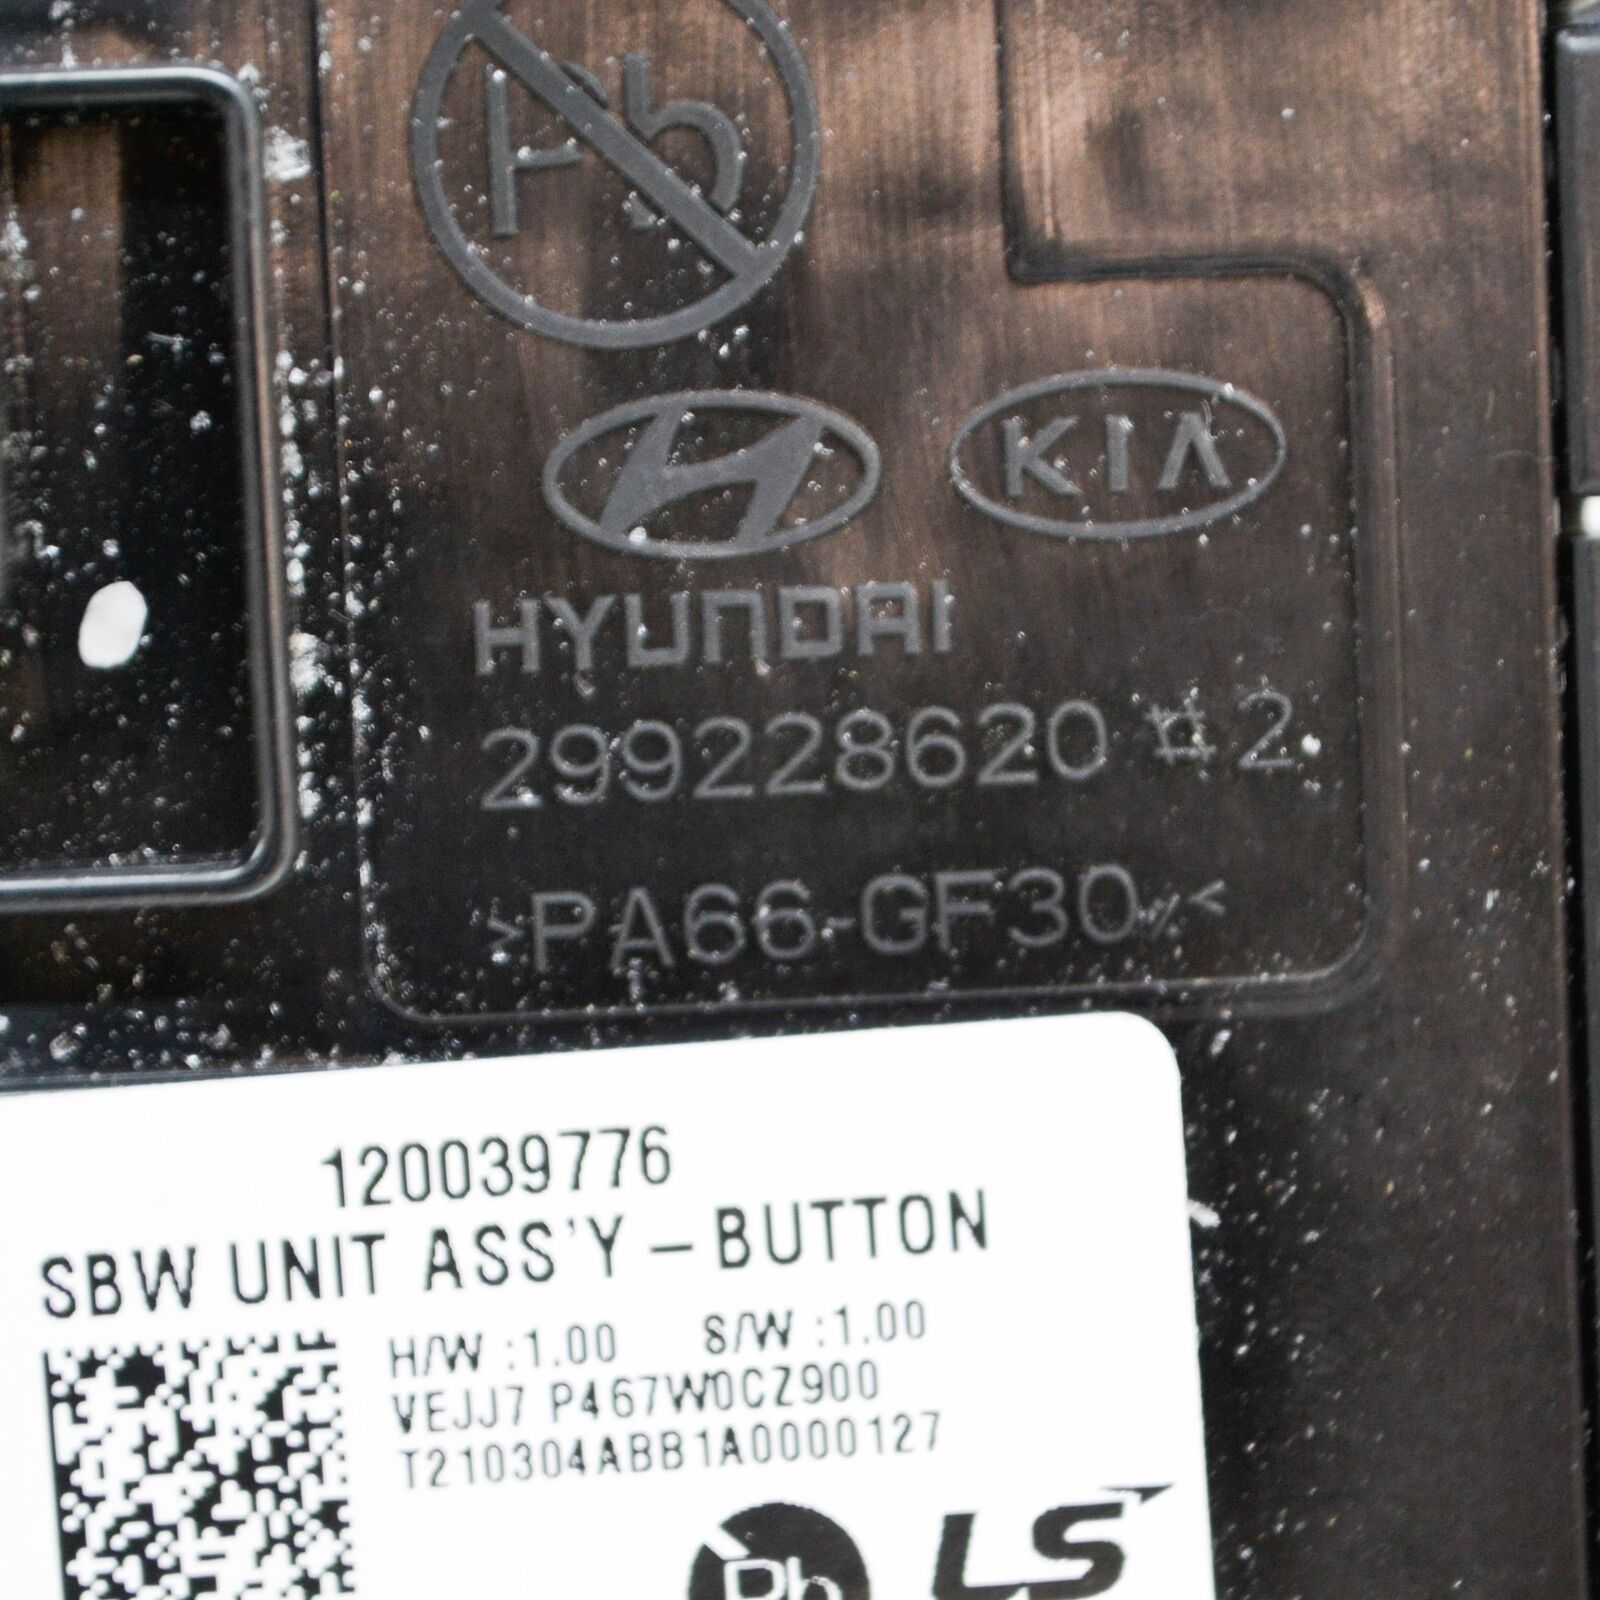 Pb
KIA
HYUNDAI
299228620 #2
>PA66-GF30<
120039776
SBW UNIT ASS'Y – BUTTON
H/W :1.00 S/W :1.00
VEJJ7 P467W0CZ900
T210304ABB1A0000127
Pb LS